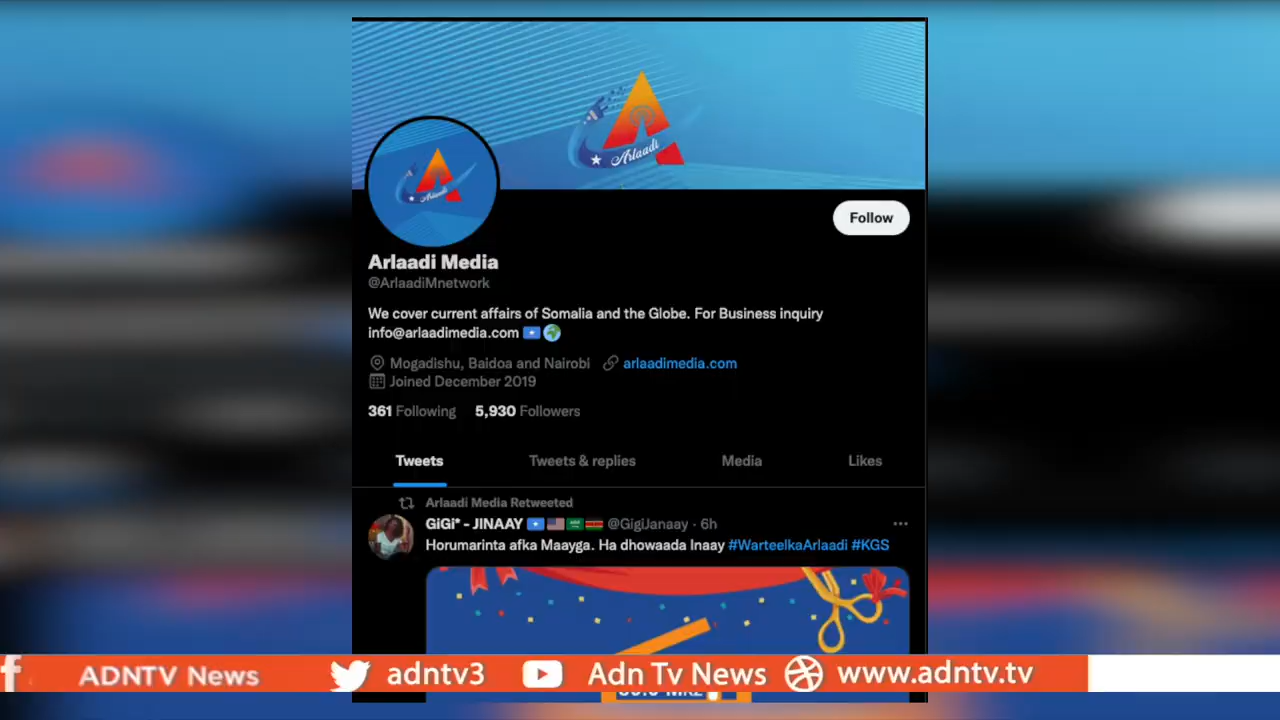 Arlaadi
Arlaadi
Follow
Arlaadi Media
@ArlaadiMnetwork
We cover current affairs of Somalia and the Globe. For Business inquiry
info@arlaadimedia.com
Mogadishu, Baidoa and Nairobi arlaadimedia.com
Joined December 2019
361 Following 5,930 Followers
Tweets Tweets & replies Media Likes
Arlaadi Media Retweeted
GiGi* - JINAAY @GigiJanaay · 6h
Horumarinta afka Maayga. Ha dhowaada Inaay #WarteelkaArlaadi #KGS
ADNTV News adntv3 Adn Tv News www.adntv.tv